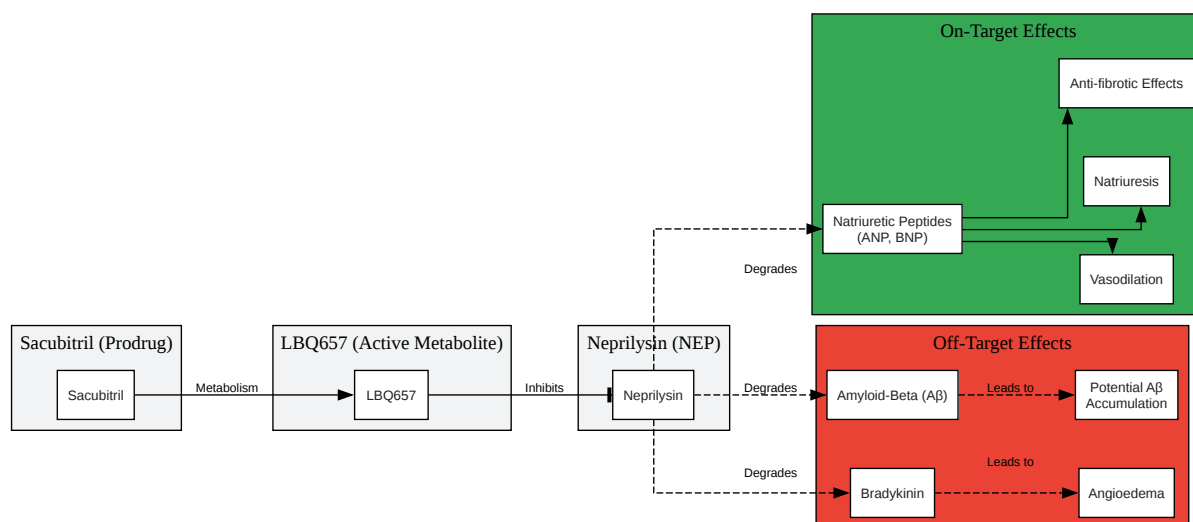 On-Target Effects
Anti-fibrotic Effects
Natriuresis
Natriuretic Peptides
(ANP, BNP)
Vasodilation
Degrades
Sacubitril (Prodrug)
Sacubitril
Metabolism
LBQ657 (Active Metabolite)
LBQ657
Inhibits
Neprilysin (NEP)
Neprilysin
Degrades
Off-Target Effects
Amyloid-Beta (Aβ)
Leads to
Potential Aβ
Accumulation
Degrades
Bradykinin
Leads to
Angioedema